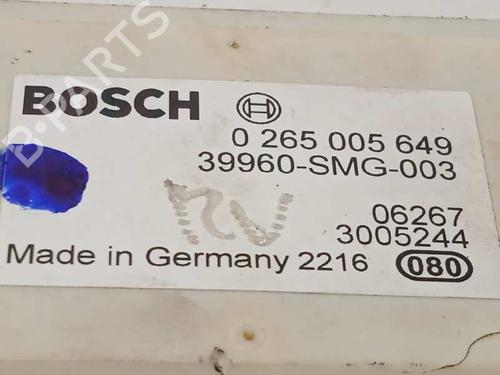 BOSCH
0 265 005 649
39960-SMG-003
06267
3005244
Made in Germany 2216 080
B-PARTS